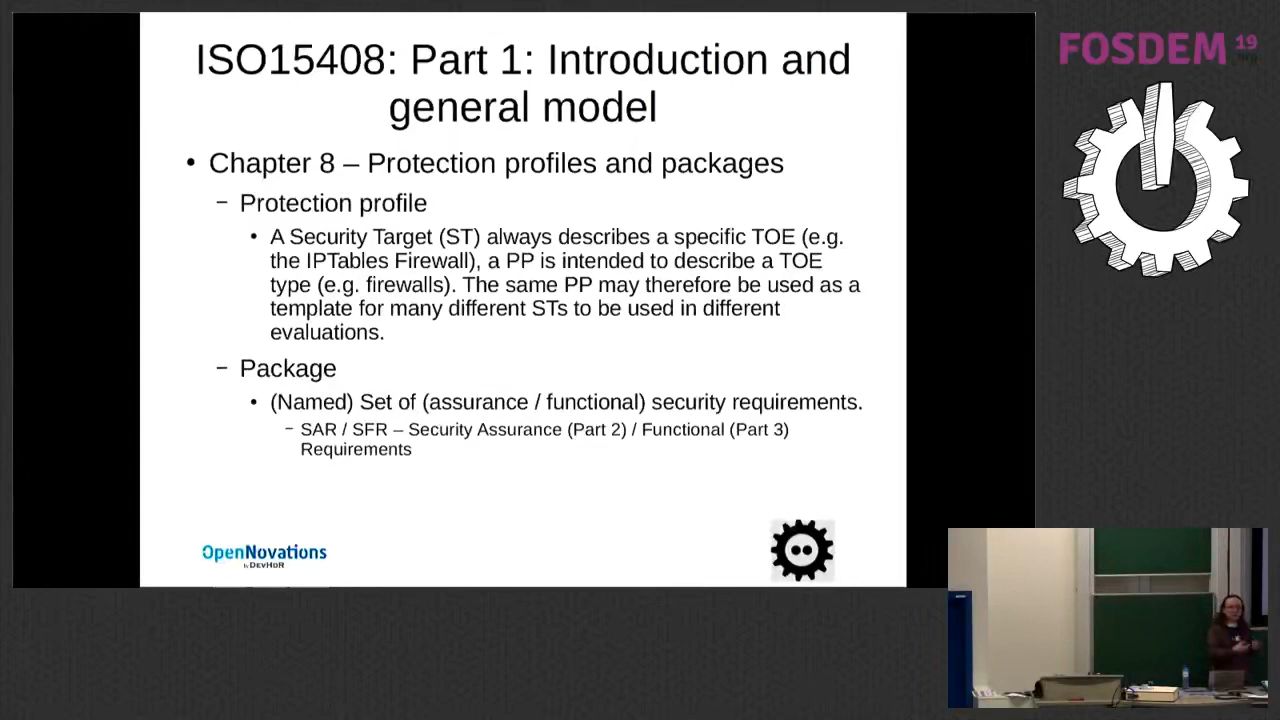 ISO15408: Part 1: Introduction and
general model
• Chapter 8 – Protection profiles and packages
– Protection profile
• A Security Target (ST) always describes a specific TOE (e.g.
the IPTables Firewall), a PP is intended to describe a TOE
type (e.g. firewalls). The same PP may therefore be used as a
template for many different STs to be used in different
evaluations.
– Package
• (Named) Set of (assurance / functional) security requirements.
– SAR / SFR – Security Assurance (Part 2) / Functional (Part 3)
Requirements
OpenNovations
by DEVHOR
FOSDEM 19